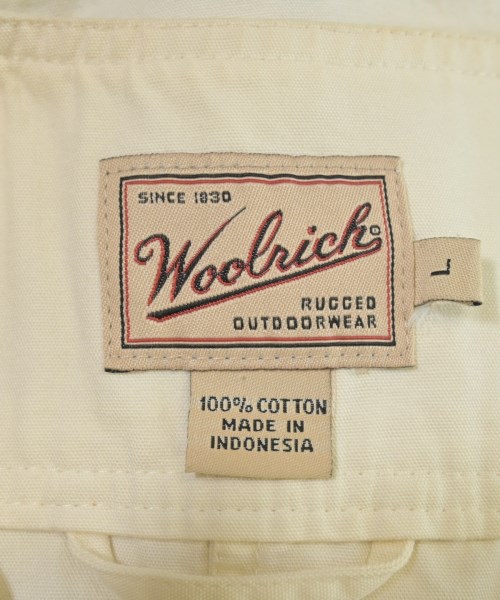 SINCE 1830
Woolrich
RUGGED
OUTDOORWEAR
L
100% COTTON
MADE IN
INDONESIA